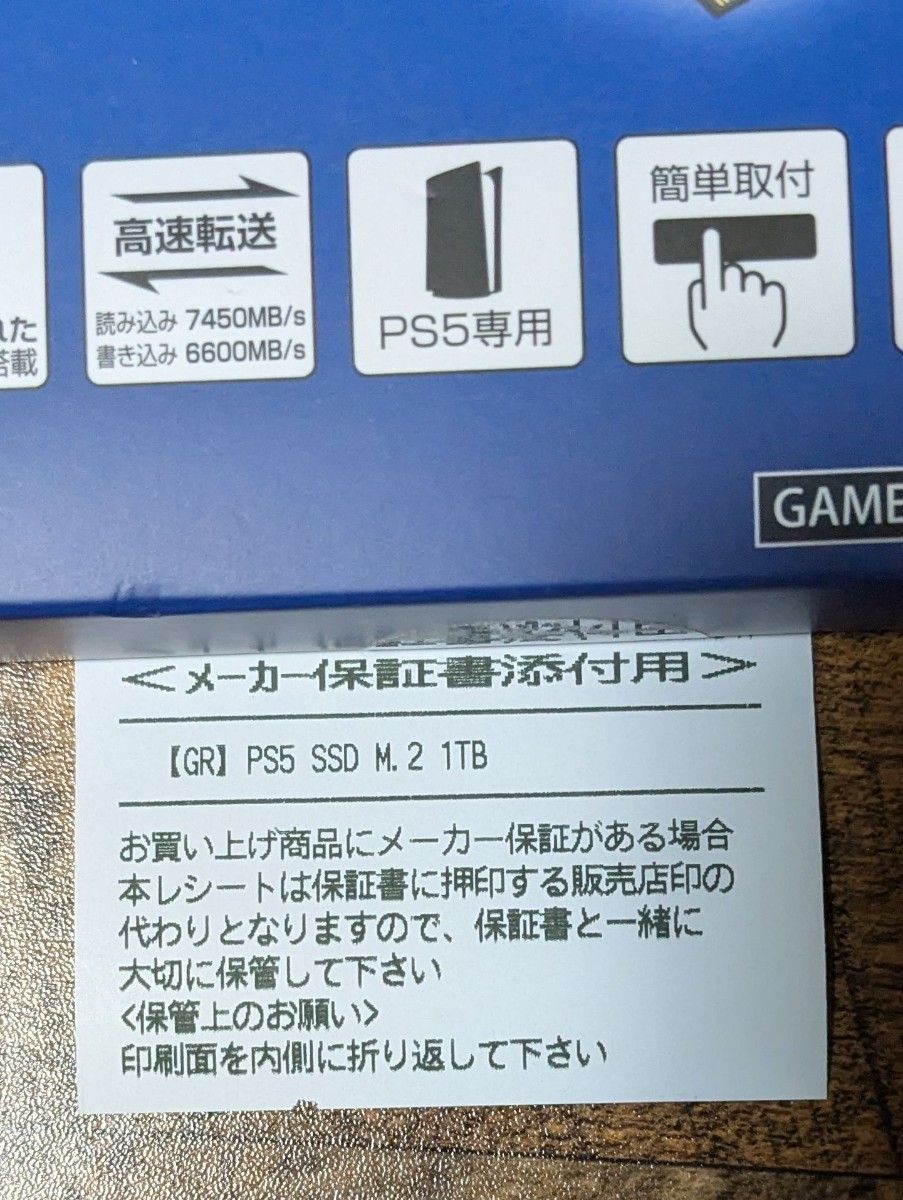 高速転送
読み込み 7450MB/s
書き込み 6600MB/s
PS5専用
簡単取付
れた
搭載
GAME
<メーカー保証書添付用>
【GR】PS5 SSD M.2 1TB
お買い上げ商品にメーカー保証がある場合
本レシートは保証書に押印する販売店印の
代わりとなりますので、保証書と一緒に
大切に保管して下さい
<保管上のお願い>
印刷面を内側に折り返して下さい